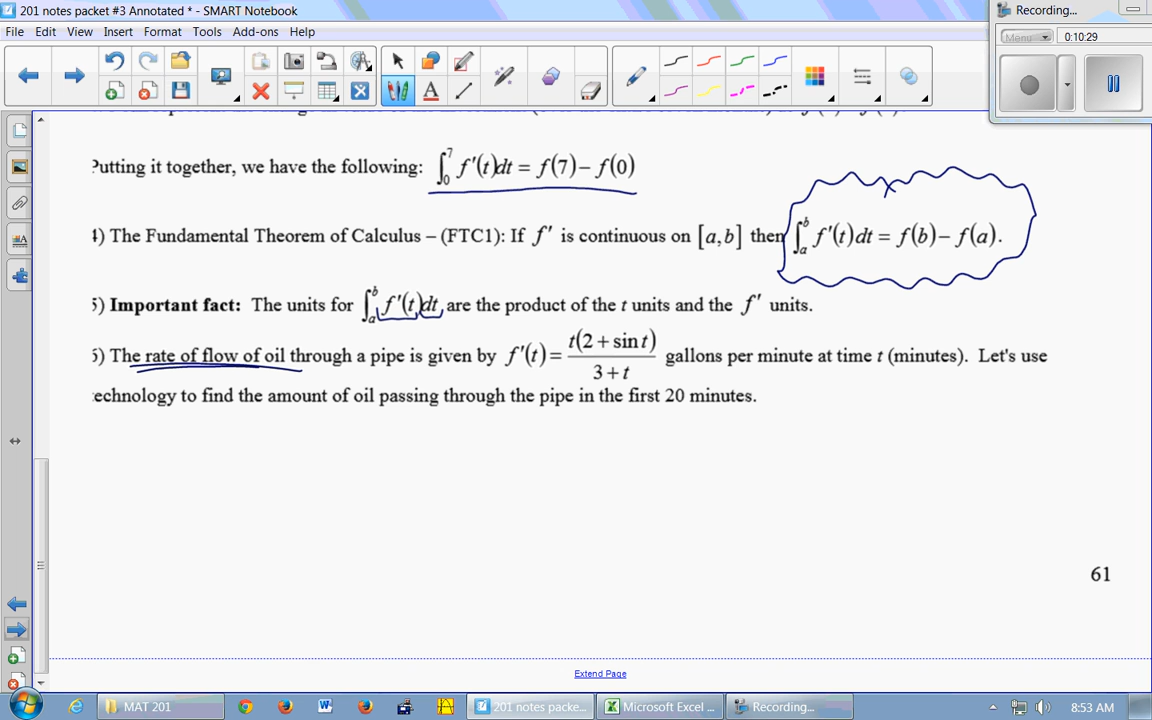 201 notes packet #3 Annotated * - SMART Notebook
Recording...
File Edit View Insert Format Tools Add-ons Help
Menu 0:10:29
Putting it together, we have the following: ∫₀⁷ f'(t)dt = f(7) − f(0)
4) The Fundamental Theorem of Calculus – (FTC1): If f' is continuous on [a,b] then ∫ₐᵇ f'(t)dt = f(b) − f(a).
5) Important fact: The units for ∫ₐᵇ f'(t)dt, are the product of the t units and the f' units.
6) The rate of flow of oil through a pipe is given by f'(t) = t(2 + sin t)/(3 + t) gallons per minute at time t (minutes). Let's use
technology to find the amount of oil passing through the pipe in the first 20 minutes.
61
Extend Page
MAT 201 201 notes packe... Microsoft Excel ... Recording... 8:53 AM